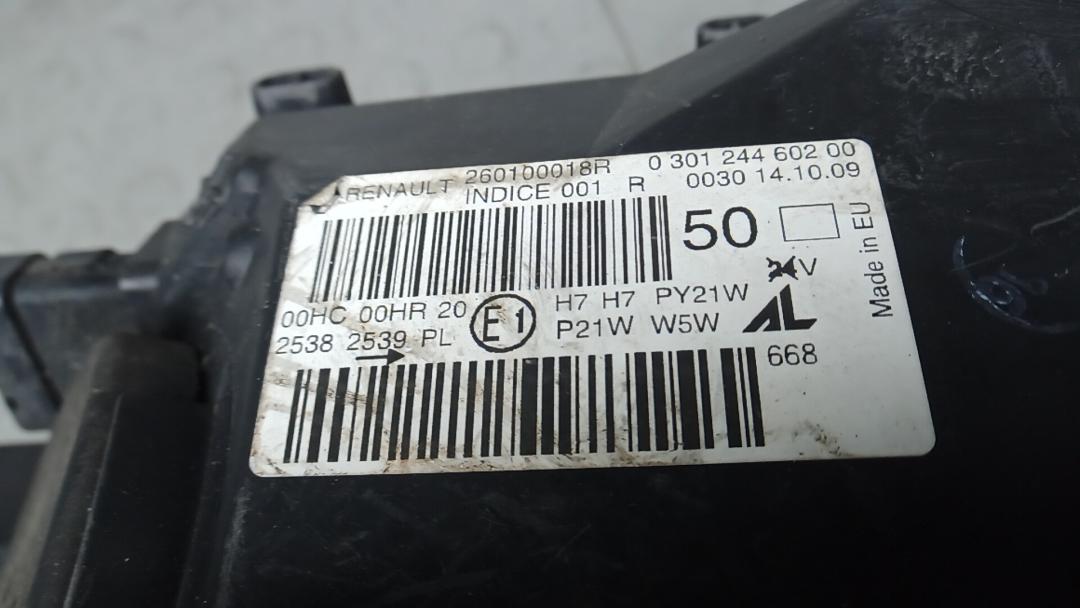 RENAULT 260100018R 0 301 244 602 00
INDICE 001 R 0030 14.10.09
50
24V
Made in EU
00HC 00HR 20 E1 H7 H7 PY21W
2538 2539 PL P21W W5W AL
668